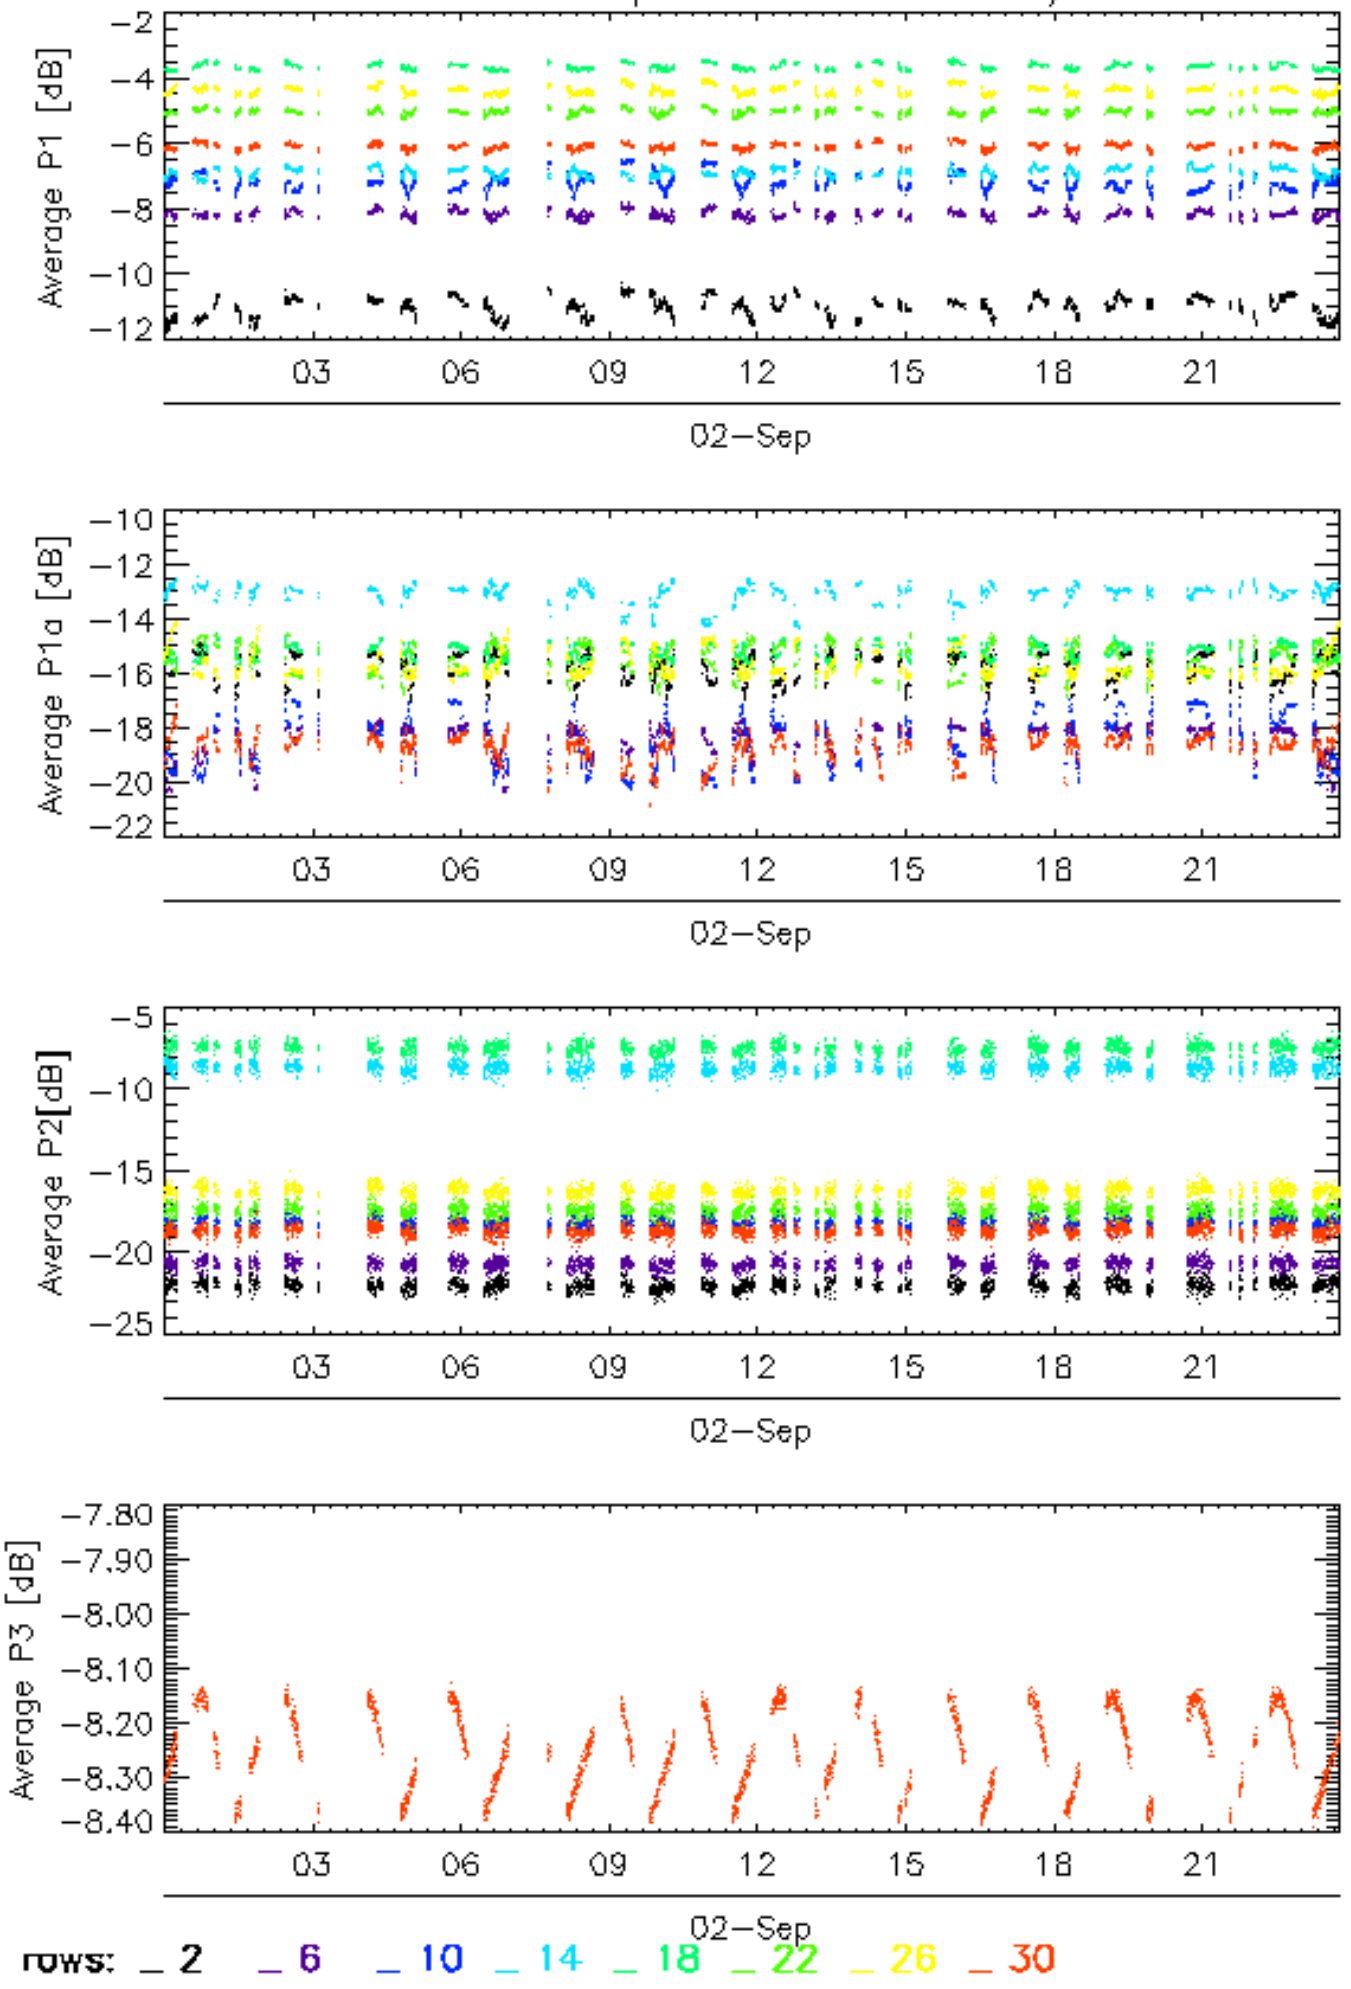 -2
-4
-6
-8
-10
-12
Average P1 [dB]
03 06 09 12 15 18 21
02-Sep
-10
-12
-14
-16
-18
-20
-22
Average P1a [dB]
03 06 09 12 15 18 21
02-Sep
-5
-10
-15
-20
-25
Average P2[dB]
03 06 09 12 15 18 21
02-Sep
-7.80
-7.90
-8.00
-8.10
-8.20
-8.30
-8.40
Average P3 [dB]
03 06 09 12 15 18 21
02-Sep
rows: _ 2 _ 6 _ 10 _ 14 _ 18 _ 22 _ 26 _ 30